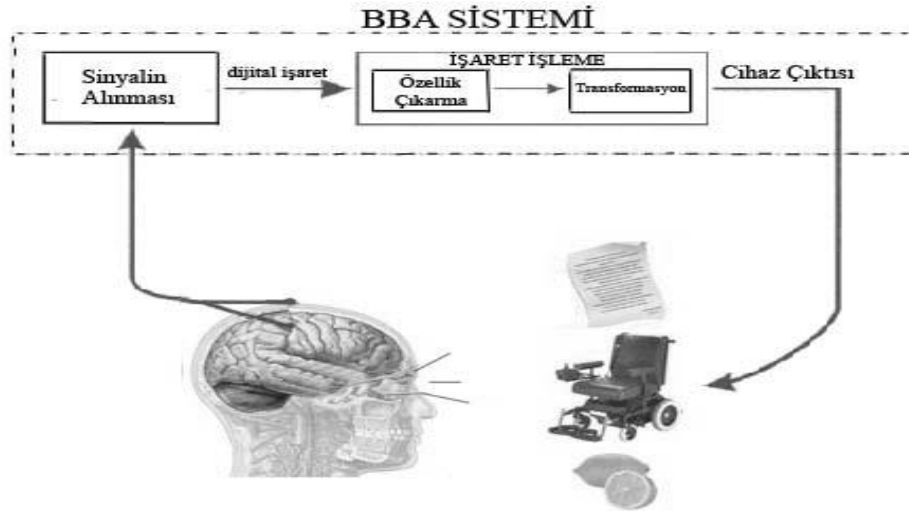 BBA SİSTEMİ
Sinyalin
Alınması
dijital işaret
İŞARET İŞLEME
Özellik
Çıkarma
Transformasyon
Cihaz Çıktısı